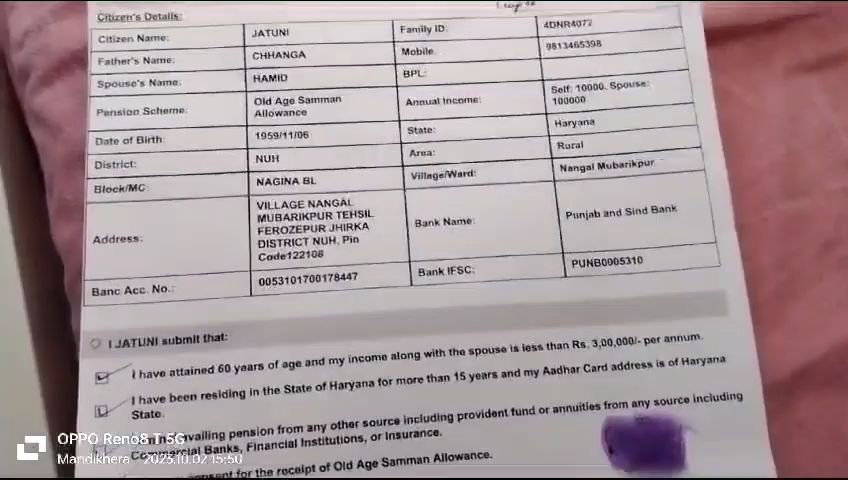 Citizen's Details:
Citizen Name: JATUNI Family ID: 4DNR4072
Father's Name: CHHANGA Mobile. 9813465398
Spouse's Name: HAMID BPL:
Pension Scheme: Old Age Samman Allowance Annual Income: Self: 10000, Spouse: 100000
Date of Birth: 1959/11/06 State: Haryana
District: NUH Area: Rural
Block/MC: NAGINA BL Village/Ward: Nangal Mubarikpur
Address: VILLAGE NANGAL
MUBARIKPUR TEHSIL
FEROZEPUR JHIRKA
DISTRICT NUH, Pin
Code122108
Bank Name: Punjab and Sind Bank
Banc Acc. No.: 0053101700178447 Bank IFSC: PUNB0005310
I JATUNI submit that:
I have attained 60 years of age and my income along with the spouse is less than Rs. 3,00,000/- per annum.
I have been residing in the State of Haryana for more than 15 years and my Aadhar Card address is of Haryana
State.
availing pension from any other source including provident fund or annuities from any source including
Commercial Banks, Financial Institutions, or Insurance.
for the receipt of Old Age Samman Allowance.
OPPO Reno8 T 5G
Mandikhera 2023.10.02 15:50